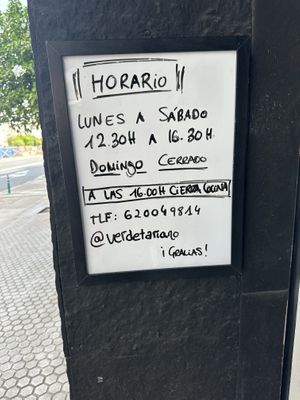 HORARIO
LUNES A SÁBADO
12.30H A 16.30H
DOMINGO CERRADO
A LAS 16.00H CIERRA COCINA
TLF: 620049814
@verdetariano
¡GRACIAS!